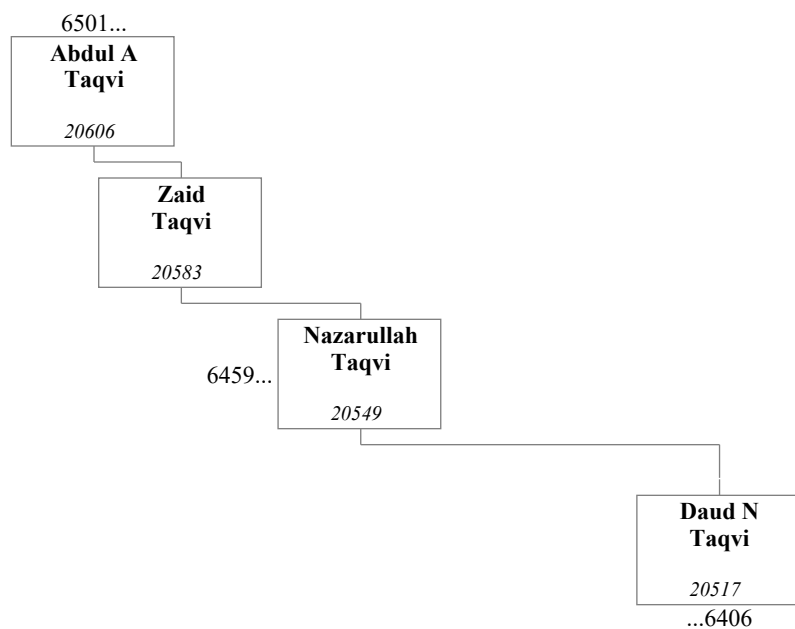 6501...
Abdul A
Taqvi
20606
Zaid
Taqvi
20583
Nazarullah
Taqvi
6459...
20549
Daud N
Taqvi
20517
...6406